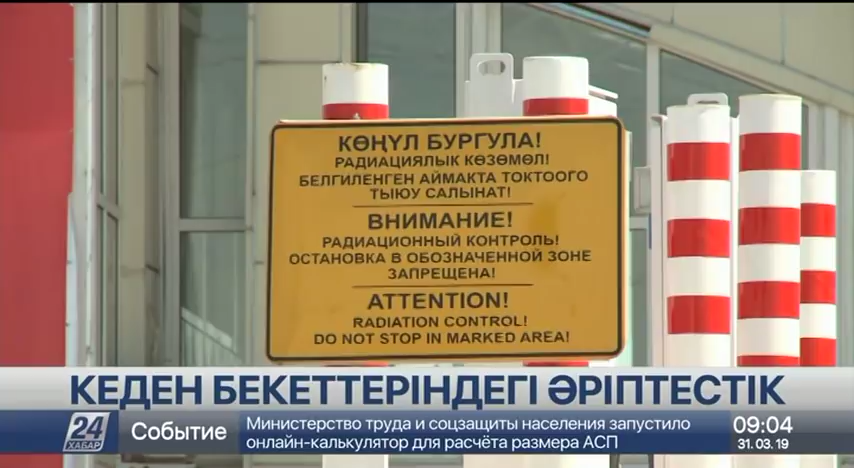 КӨҢҮЛ БУРГУЛА!
РАДИАЦИЯЛЫК КӨЗӨМӨЛ!
БЕЛГИЛЕНГЕН АЙМАКТА ТОКТООГО
ТЫЮУ САЛЫНАТ!
ВНИМАНИЕ!
РАДИАЦИОННЫЙ КОНТРОЛЬ!
ОСТАНОВКА В ОБОЗНАЧЕННОЙ ЗОНЕ
ЗАПРЕЩЕНА!
ATTENTION!
RADIATION CONTROL!
DO NOT STOP IN MARKED AREA!
КЕДЕН БЕКЕТТЕРІНДЕГІ ӘРІПТЕСТІК
24
ХАБАР
Событие
Министерство труда и соцзащиты населения запустило
онлайн-калькулятор для расчёта размера АСП
09:04
31.03.19